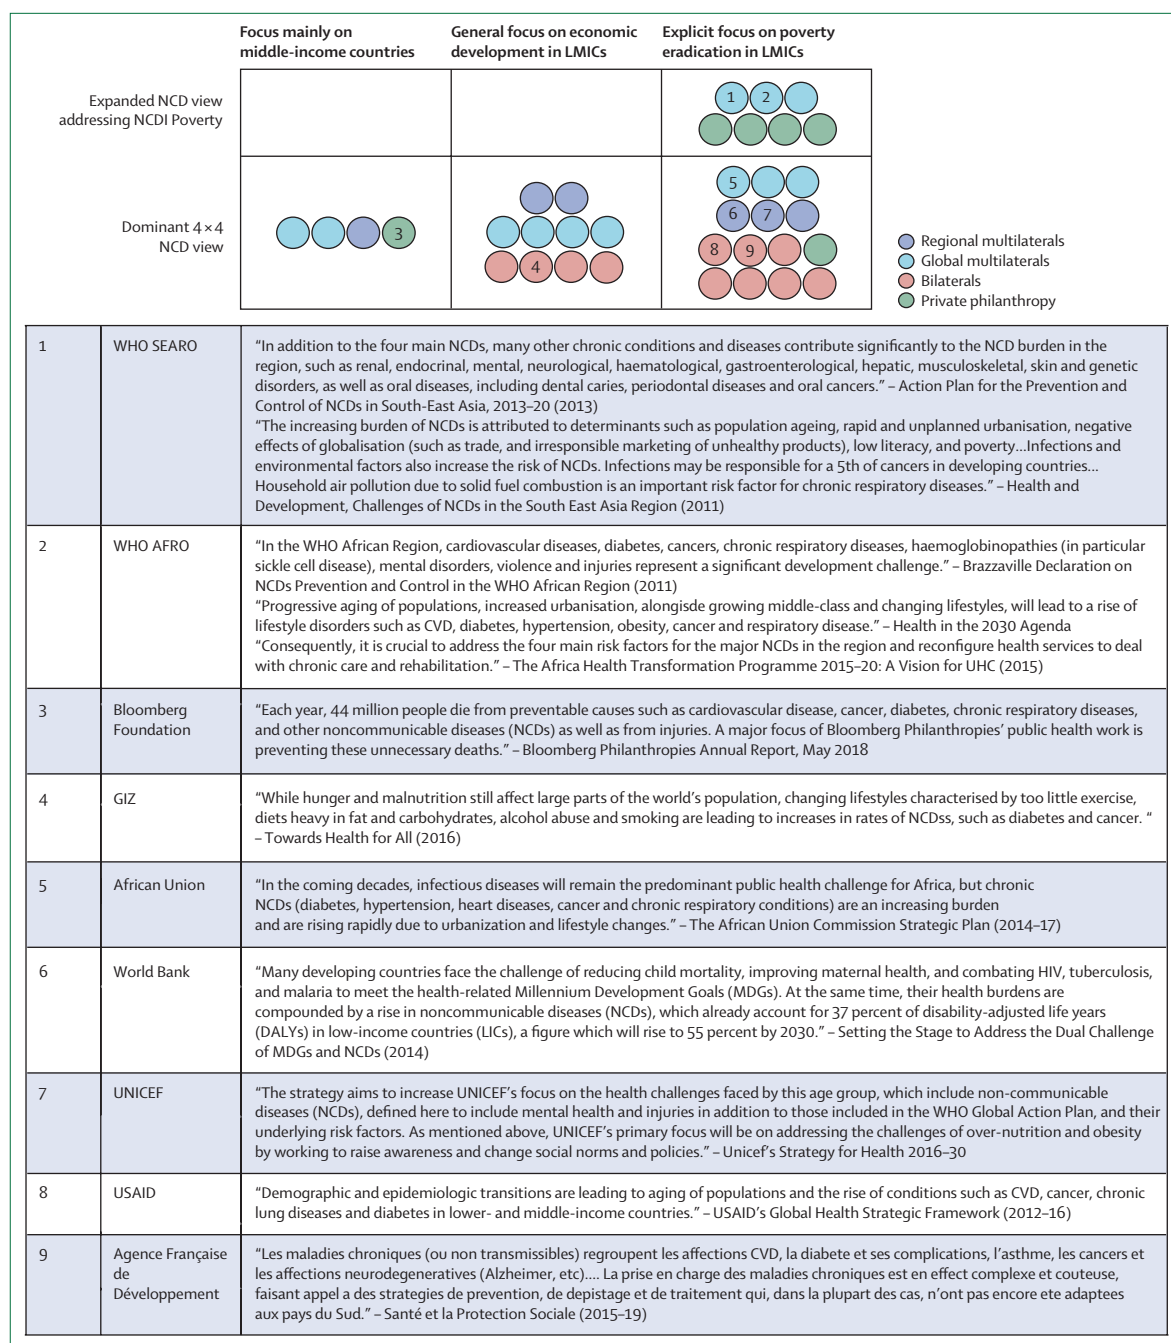 Focus mainly on
middle-income countries
General focus on economic
development in LMICs
Explicit focus on poverty
eradication in LMICs
Expanded NCD view
addressing NCDI Poverty
1 2
Dominant 4×4
NCD view
3
4
5
6 7
8 9
Regional multilaterals
Global multilaterals
Bilaterals
Private philanthropy
1
WHO SEARO
“In addition to the four main NCDs, many other chronic conditions and diseases contribute significantly to the NCD burden in the
region, such as renal, endocrinal, mental, neurological, haematological, gastroenterological, hepatic, musculoskeletal, skin and genetic
disorders, as well as oral diseases, including dental caries, periodontal diseases and oral cancers.” – Action Plan for the Prevention and
Control of NCDs in South-East Asia, 2013–20 (2013)
“The increasing burden of NCDs is attributed to determinants such as population ageing, rapid and unplanned urbanisation, negative
effects of globalisation (such as trade, and irresponsible marketing of unhealthy products), low literacy, and poverty...Infections and
environmental factors also increase the risk of NCDs. Infections may be responsible for a 5th of cancers in developing countries...
Household air pollution due to solid fuel combustion is an important risk factor for chronic respiratory diseases.” – Health and
Development, Challenges of NCDs in the South East Asia Region (2011)
2
WHO AFRO
“In the WHO African Region, cardiovascular diseases, diabetes, cancers, chronic respiratory diseases, haemoglobinopathies (in particular
sickle cell disease), mental disorders, violence and injuries represent a significant development challenge.” – Brazzaville Declaration on
NCDs Prevention and Control in the WHO African Region (2011)
“Progressive aging of populations, increased urbanisation, alongisde growing middle-class and changing lifestyles, will lead to a rise of
lifestyle disorders such as CVD, diabetes, hypertension, obesity, cancer and respiratory disease.” – Health in the 2030 Agenda
“Consequently, it is crucial to address the four main risk factors for the major NCDs in the region and reconfigure health services to deal
with chronic care and rehabilitation.” – The Africa Health Transformation Programme 2015–20: A Vision for UHC (2015)
3
Bloomberg
Foundation
“Each year, 44 million people die from preventable causes such as cardiovascular disease, cancer, diabetes, chronic respiratory diseases,
and other noncommunicable diseases (NCDs) as well as from injuries. A major focus of Bloomberg Philanthropies’ public health work is
preventing these unnecessary deaths.” – Bloomberg Philanthropies Annual Report, May 2018
4
GIZ
“While hunger and malnutrition still affect large parts of the world’s population, changing lifestyles characterised by too little exercise,
diets heavy in fat and carbohydrates, alcohol abuse and smoking are leading to increases in rates of NCDss, such as diabetes and cancer. “
– Towards Health for All (2016)
5
African Union
“In the coming decades, infectious diseases will remain the predominant public health challenge for Africa, but chronic
NCDs (diabetes, hypertension, heart diseases, cancer and chronic respiratory conditions) are an increasing burden
and are rising rapidly due to urbanization and lifestyle changes.” – The African Union Commission Strategic Plan (2014–17)
6
World Bank
“Many developing countries face the challenge of reducing child mortality, improving maternal health, and combating HIV, tuberculosis,
and malaria to meet the health-related Millennium Development Goals (MDGs). At the same time, their health burdens are
compounded by a rise in noncommunicable diseases (NCDs), which already account for 37 percent of disability-adjusted life years
(DALYs) in low-income countries (LICs), a figure which will rise to 55 percent by 2030.” – Setting the Stage to Address the Dual Challenge
of MDGs and NCDs (2014)
7
UNICEF
“The strategy aims to increase UNICEF’s focus on the health challenges faced by this age group, which include non-communicable
diseases (NCDs), defined here to include mental health and injuries in addition to those included in the WHO Global Action Plan, and their
underlying risk factors. As mentioned above, UNICEF’s primary focus will be on addressing the challenges of over-nutrition and obesity
by working to raise awareness and change social norms and policies.” – Unicef’s Strategy for Health 2016–30
8
USAID
“Demographic and epidemiologic transitions are leading to aging of populations and the rise of conditions such as CVD, cancer, chronic
lung diseases and diabetes in lower- and middle-income countries.” – USAID’s Global Health Strategic Framework (2012–16)
9
Agence Française
de
Développement
“Les maladies chroniques (ou non transmissibles) regroupent les affections CVD, la diabete et ses complications, l’asthme, les cancers et
les affections neurodegeneratives (Alzheimer, etc).... La prise en charge des maladies chroniques est en effect complexe et couteuse,
faisant appel a des strategies de prevention, de depistage et de traitement qui, dans la plupart des cas, n’ont pas encore ete adaptees
aux pays du Sud.” – Santé et la Protection Sociale (2015–19)